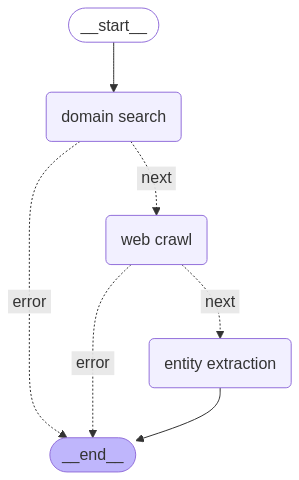 __start__
domain search
next
web crawl
error
error
next
entity extraction
__end__